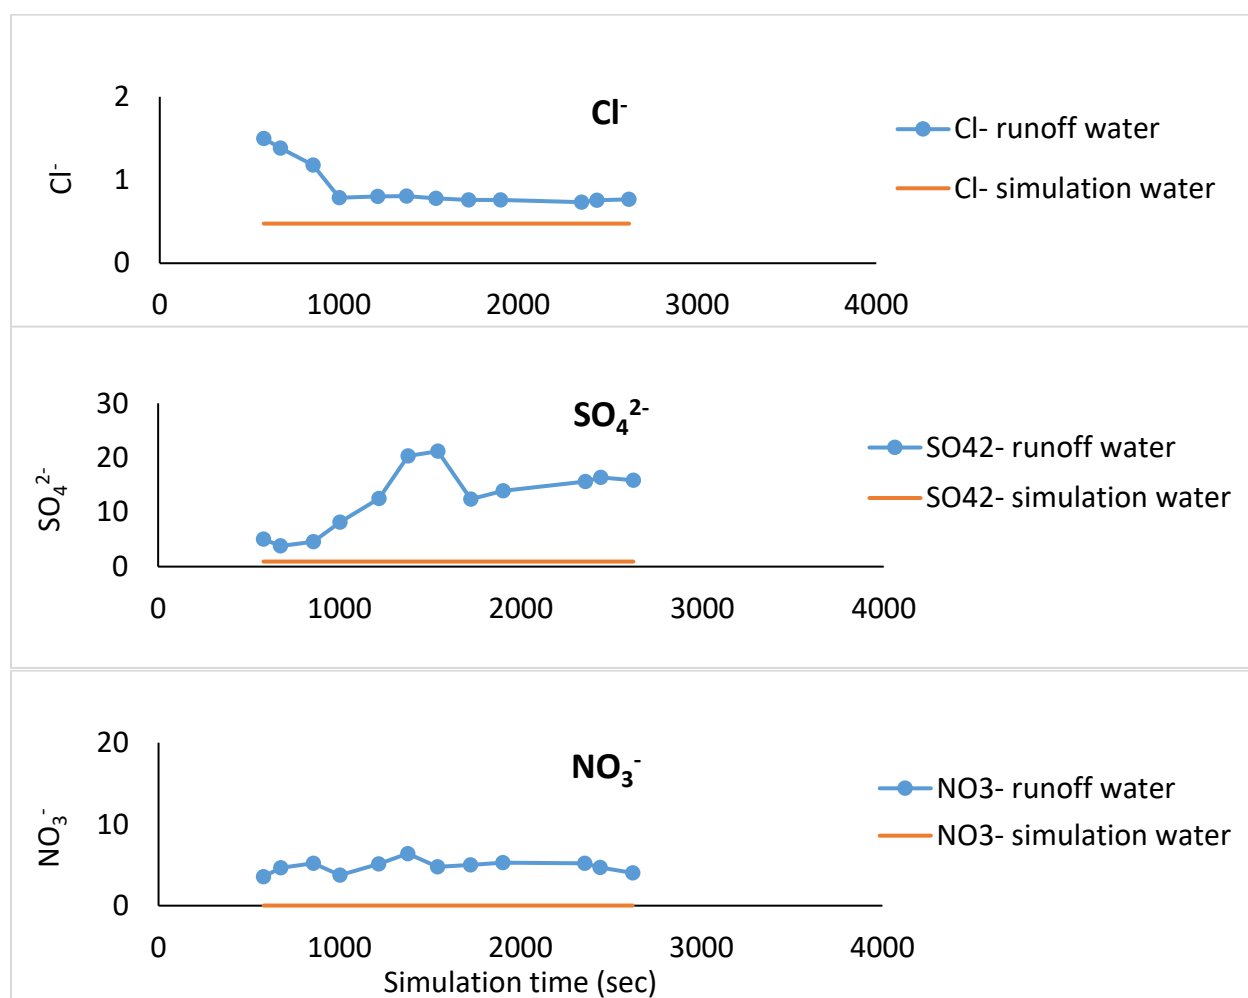 Cl⁻
2
1
0
Cl⁻
0 1000 2000 3000 4000
Cl- runoff water
Cl- simulation water
SO₄²⁻
30
20
10
0
SO₄²⁻
0 1000 2000 3000 4000
SO42- runoff water
SO42- simulation water
NO₃⁻
20
10
0
NO₃⁻
0 1000 2000 3000 4000
Simulation time (sec)
NO3- runoff water
NO3- simulation water